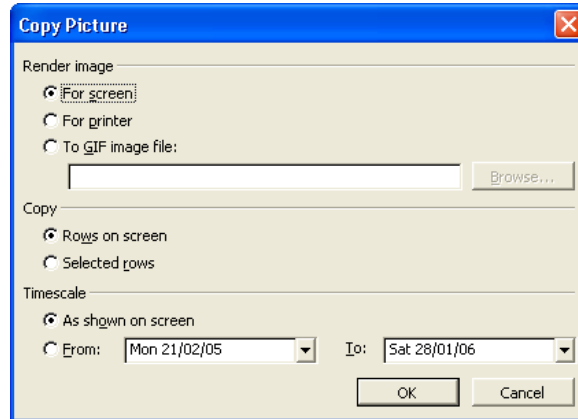 Copy Picture
Render image
For screen
For printer
To GIF image file:
Browse...
Copy
Rows on screen
Selected rows
Timescale
As shown on screen
From: Mon 21/02/05 To: Sat 28/01/06
OK Cancel